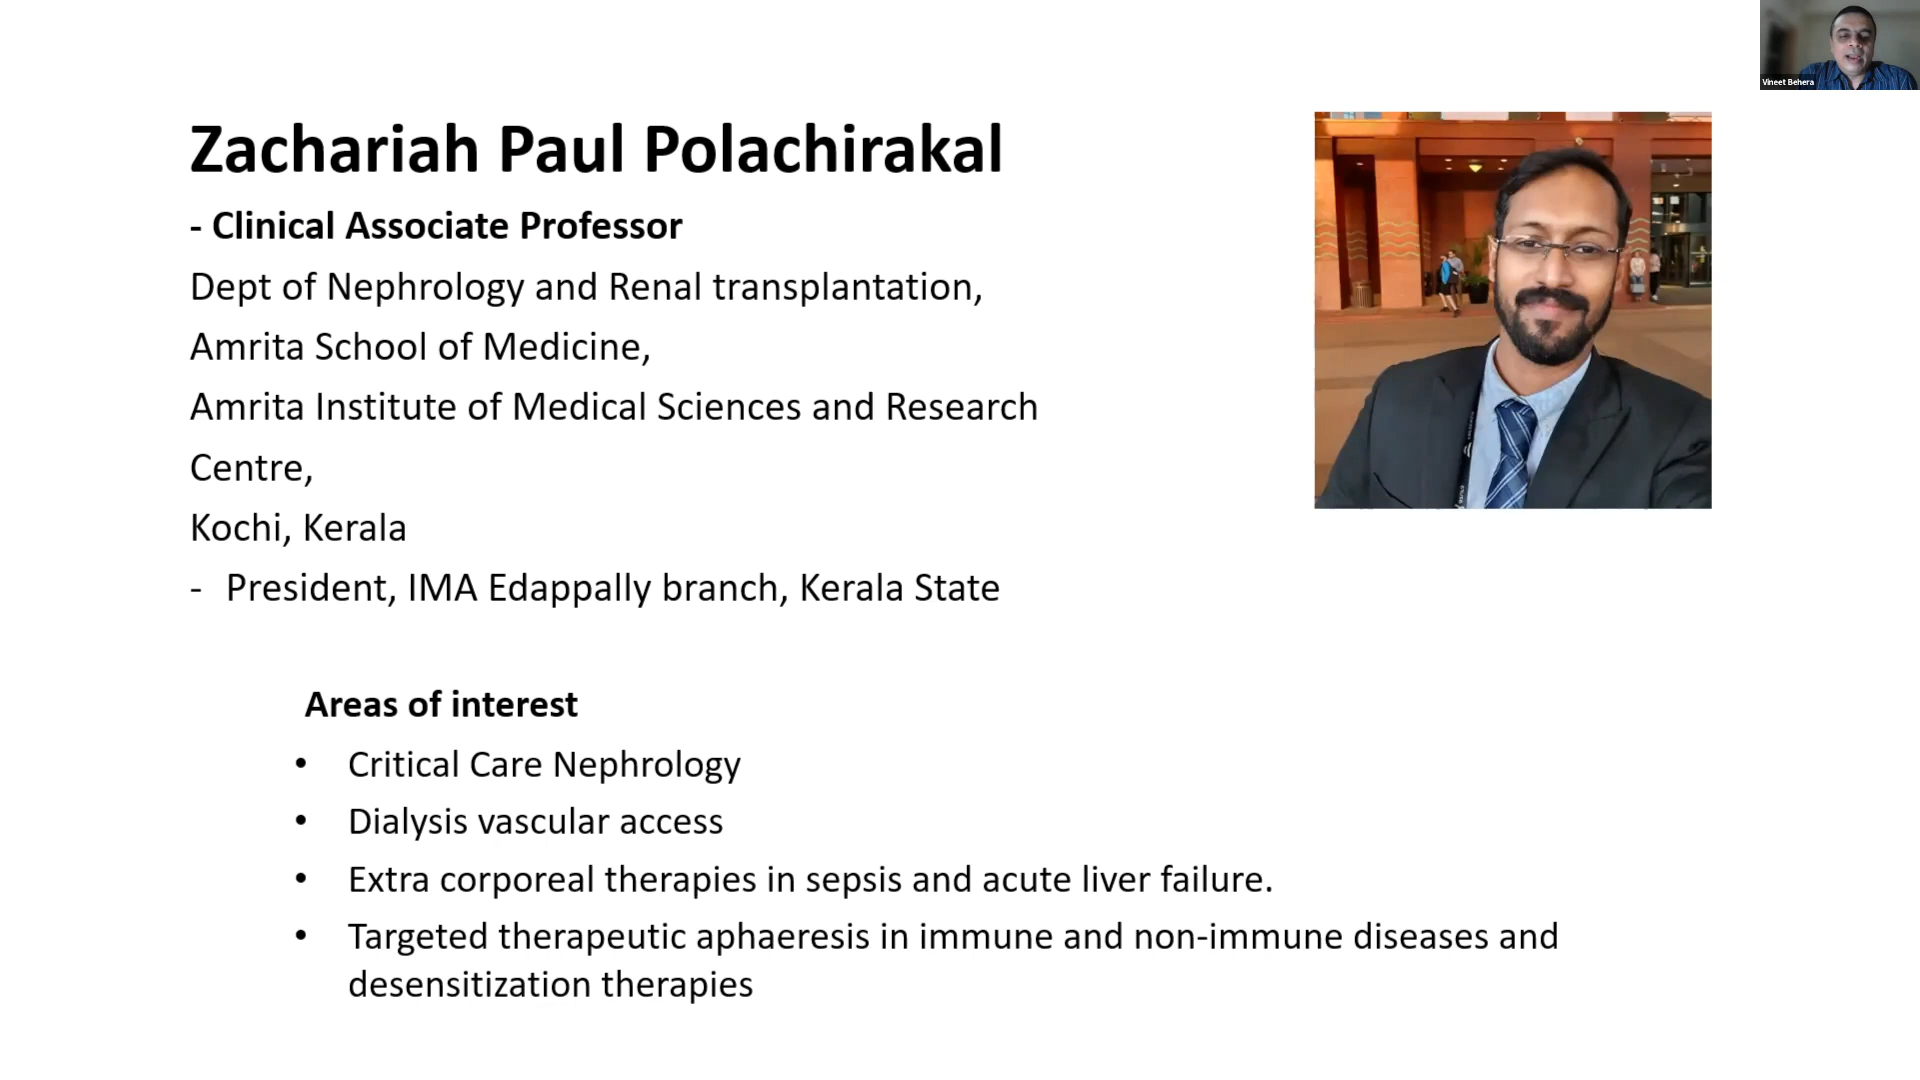 Vineet Behera
Zachariah Paul Polachirakal
- Clinical Associate Professor
Dept of Nephrology and Renal transplantation,
Amrita School of Medicine,
Amrita Institute of Medical Sciences and Research
Centre,
Kochi, Kerala
- President, IMA Edappally branch, Kerala State
Areas of interest
• Critical Care Nephrology
• Dialysis vascular access
• Extra corporeal therapies in sepsis and acute liver failure.
• Targeted therapeutic aphaeresis in immune and non-immune diseases and
desensitization therapies